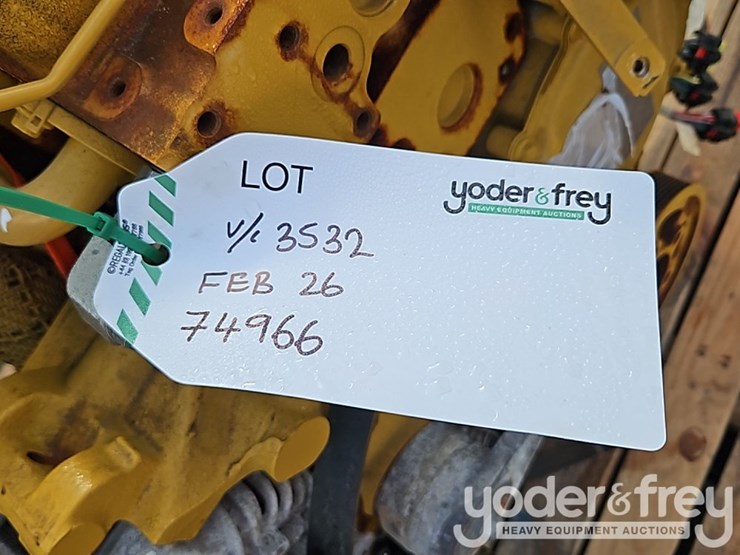 LOT
yoder & frey
HEAVY EQUIPMENT AUCTIONS
V/C 3532
FEB 26
74966
yoder & frey
HEAVY EQUIPMENT AUCTIONS